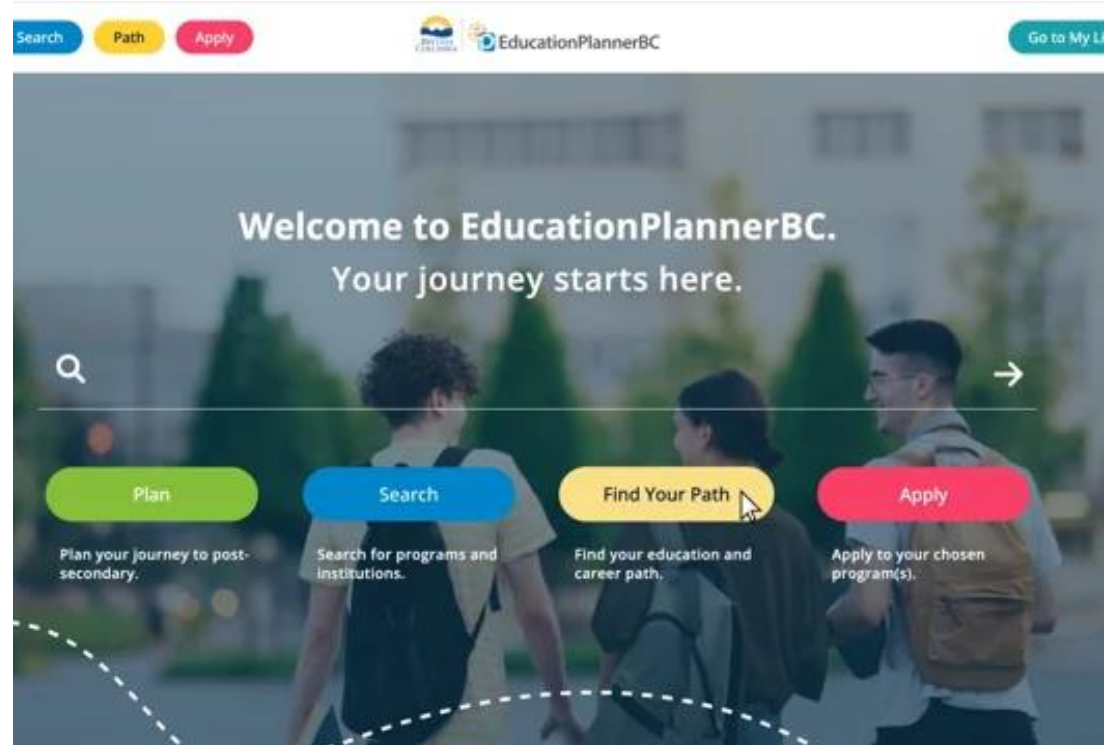 Search
Path
Apply
BRITISH
COLUMBIA
EducationPlannerBC
Go to My Li
Welcome to EducationPlannerBC.
Your journey starts here.
Plan
Search
Find Your Path
Apply
Plan your journey to post-
secondary.
Search for programs and
institutions.
Find your education and
career path.
Apply to your chosen
program(s).